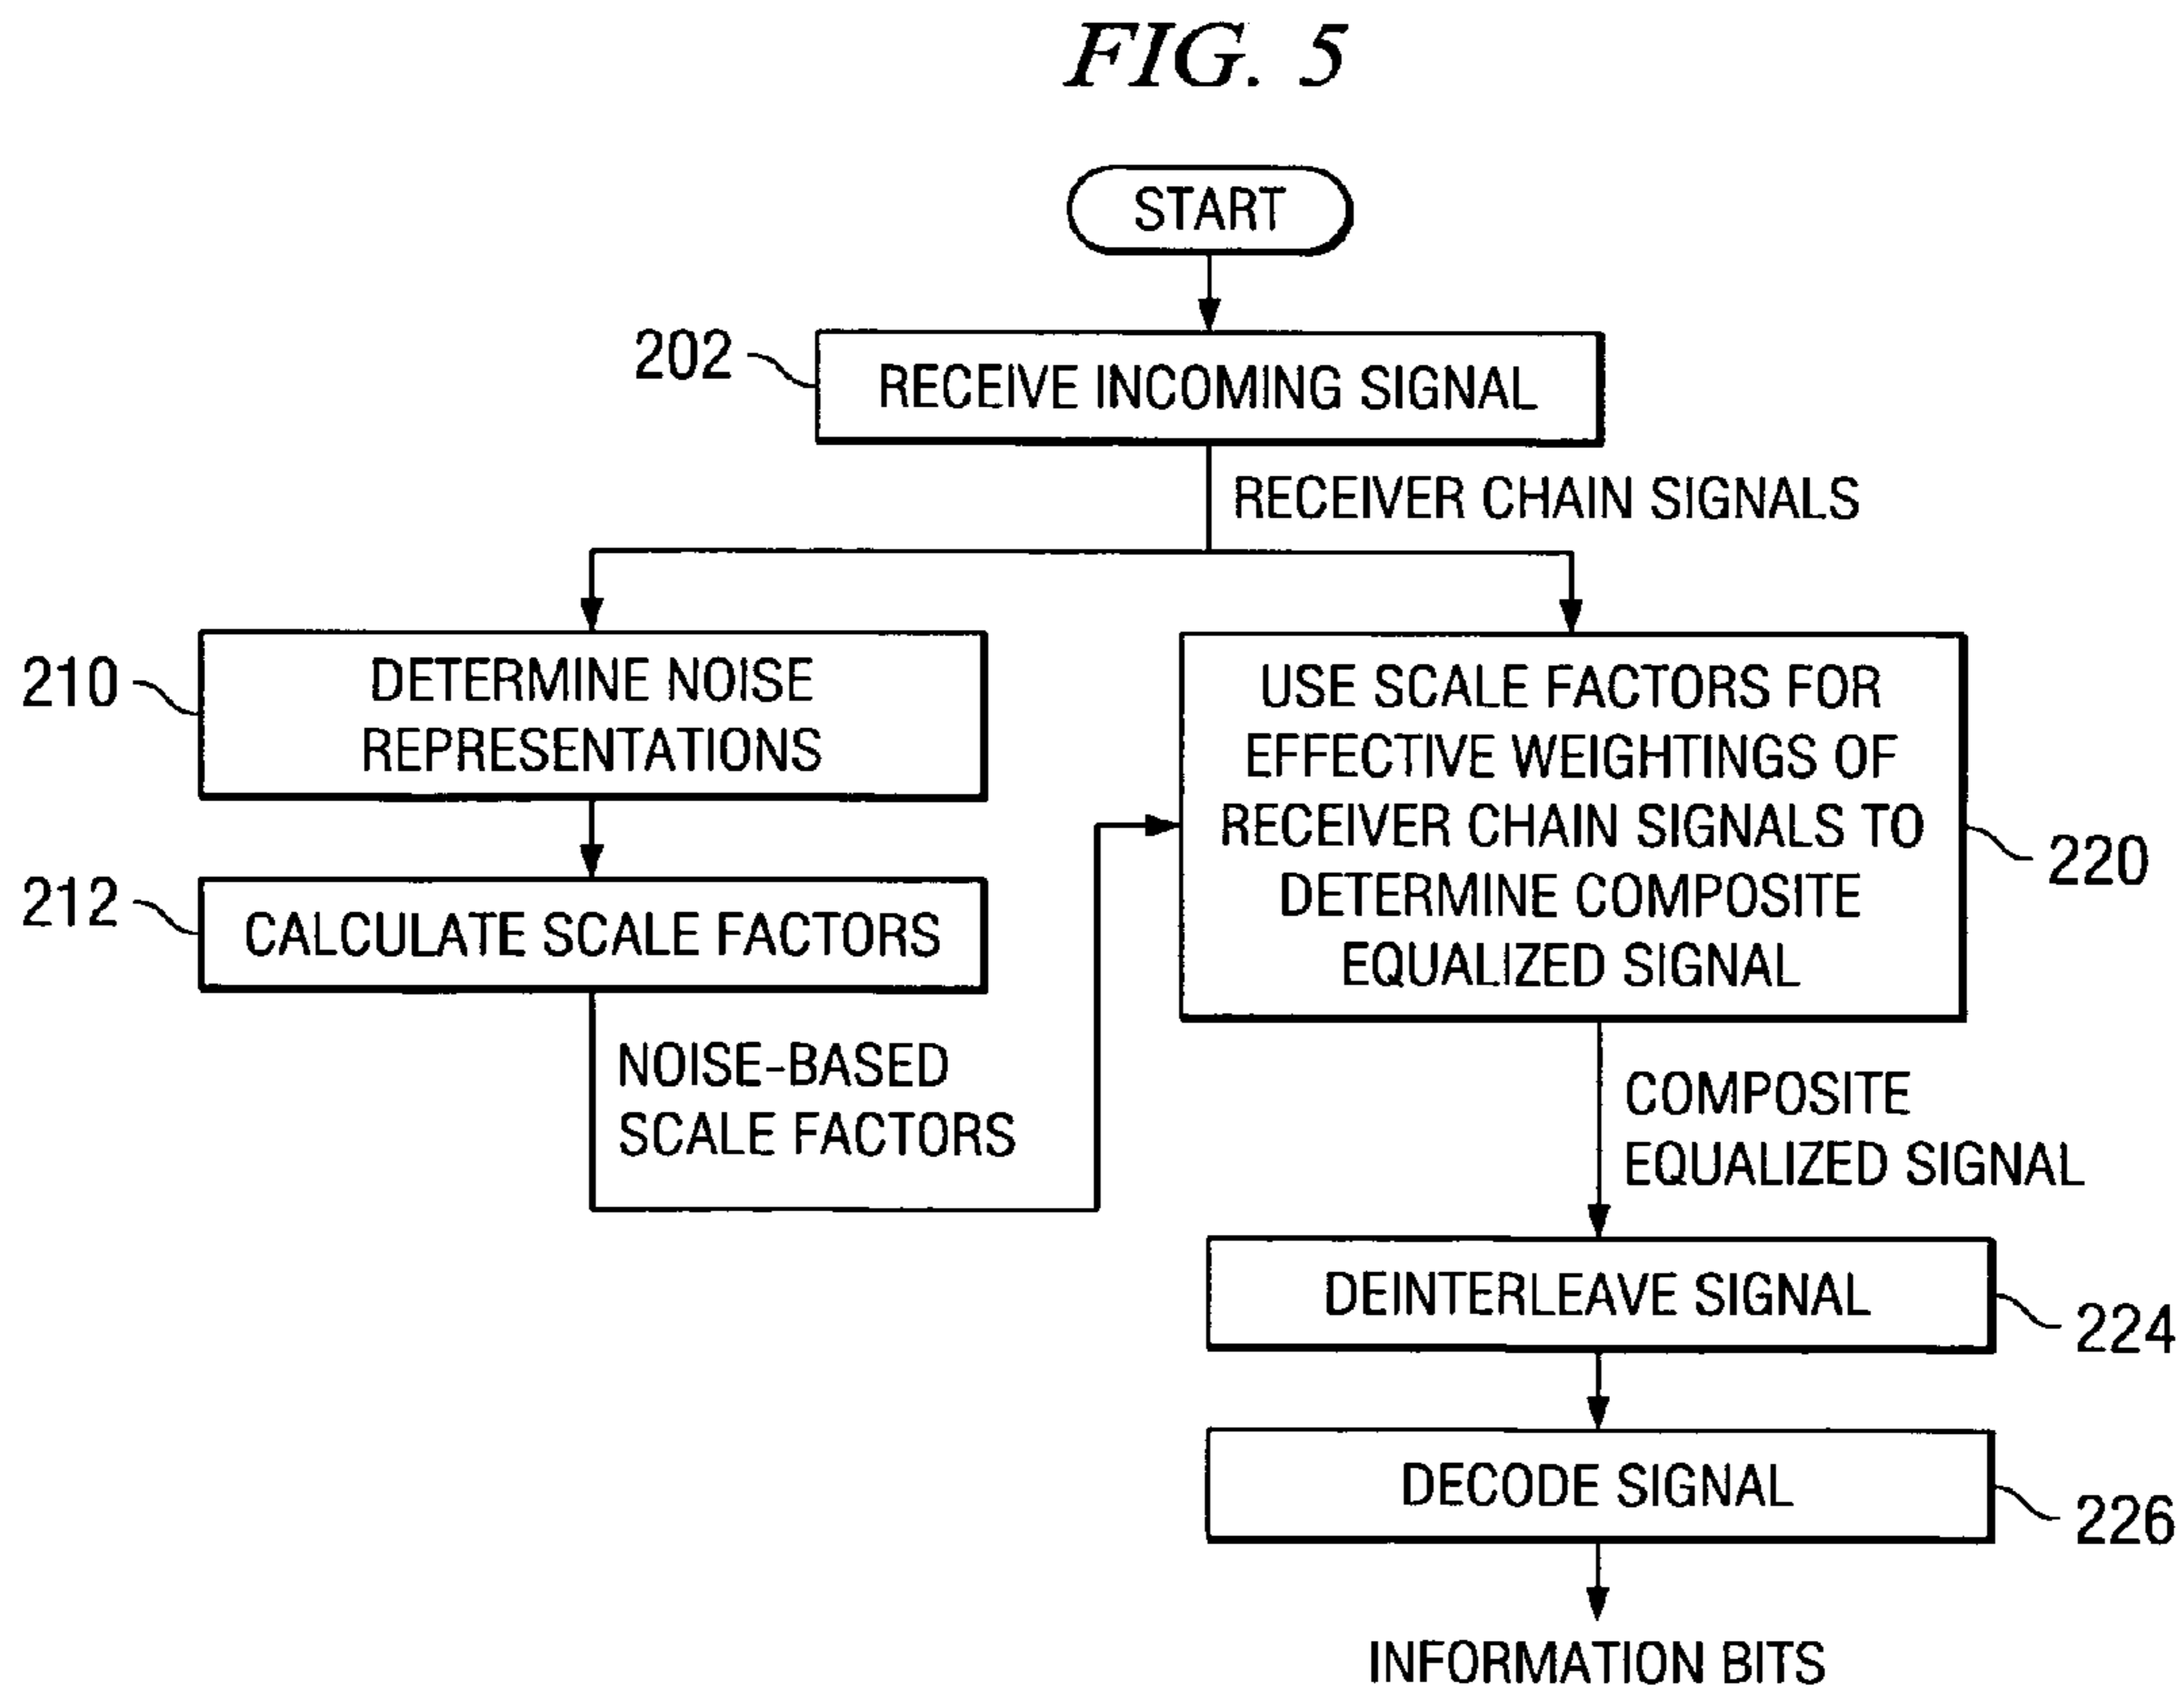 FIG. 5
START
202
RECEIVE INCOMING SIGNAL
RECEIVER CHAIN SIGNALS
210
DETERMINE NOISE
REPRESENTATIONS
212
CALCULATE SCALE FACTORS
NOISE-BASED
SCALE FACTORS
USE SCALE FACTORS FOR
EFFECTIVE WEIGHTINGS OF
RECEIVER CHAIN SIGNALS TO
DETERMINE COMPOSITE
EQUALIZED SIGNAL
220
COMPOSITE
EQUALIZED SIGNAL
DEINTERLEAVE SIGNAL
224
DECODE SIGNAL
226
INFORMATION BITS